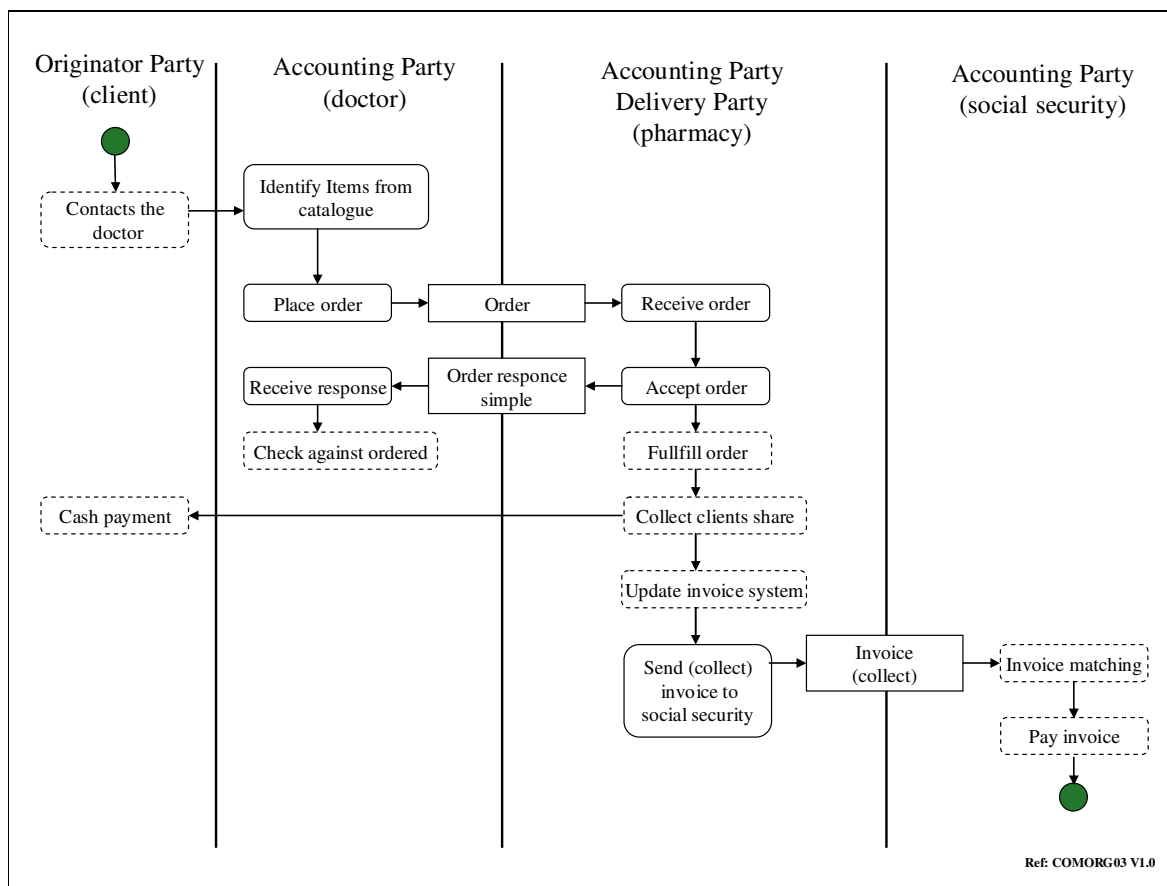 Originator Party
(client)
Accounting Party
(doctor)
Accounting Party
Delivery Party
(pharmacy)
Accounting Party
(social security)
Contacts the
doctor
Identify Items from
catalogue
Place order
Order
Receive order
Receive response
Order responce
simple
Accept order
Check against ordered
Fullfill order
Cash payment
Collect clients share
Update invoice system
Send (collect)
invoice to
social security
Invoice
(collect)
Invoice matching
Pay invoice
Ref: COMORG03 V1.0